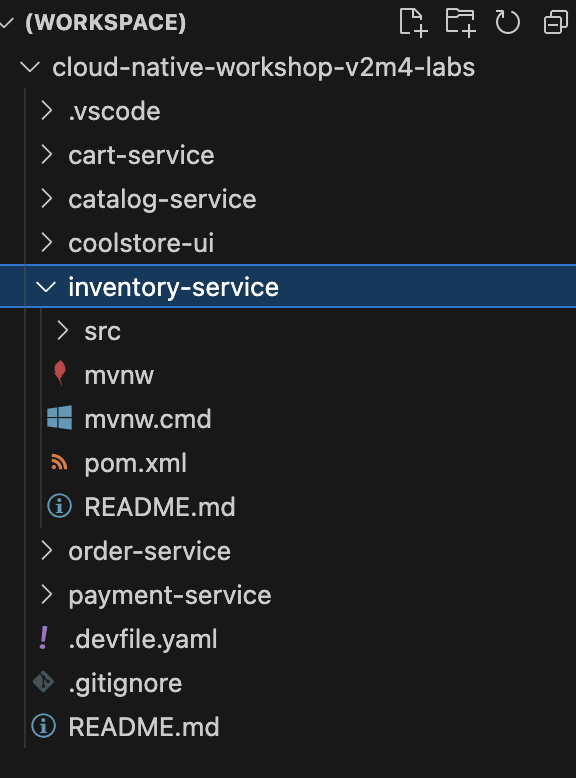 (WORKSPACE)
cloud-native-workshop-v2m4-labs
.vscode
cart-service
catalog-service
coolstore-ui
inventory-service
src
mvnw
mvnw.cmd
pom.xml
README.md
order-service
payment-service
.devfile.yaml
.gitignore
README.md